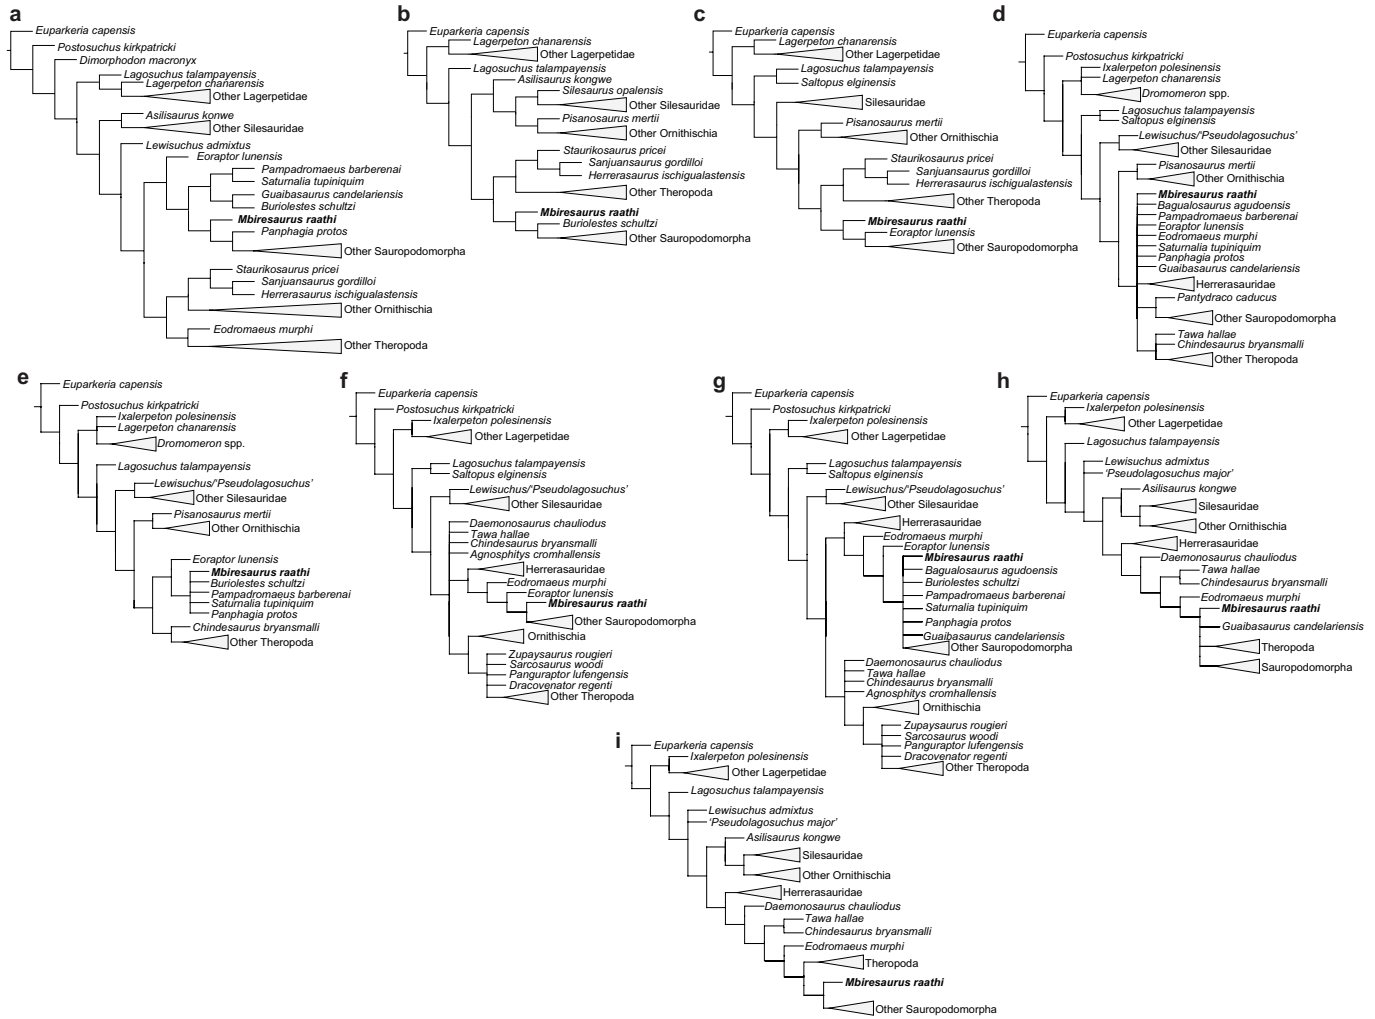 a
Euparkeria capensis
Postosuchus kirkpatricki
Dimorphodon macronyx
Lagosuchus talampayensis
Lagerpeton chanarensis
Other Lagerpetidae
Asilisaurus konwe
Other Silesauridae
Lewisuchus admixtus
Eoraptor lunensis
Pampadromaeus barberenai
Saturnalia tupiniquim
Guaibasaurus candelariensis
Buriolestes schultzi
Mbiresaurus raathi
Panphagia protos
Other Sauropodomorpha
Staurikosaurus pricei
Sanjuansaurus gordilloi
Herrerasaurus ischigualastensis
Other Ornithischia
Eodromaeus murphi
Other Theropoda
b
Euparkeria capensis
Lagerpeton chanarensis
Other Lagerpetidae
Lagosuchus talampayensis
Asilisaurus kongwe
Silesaurus opalensis
Other Silesauridae
Pisanosaurus mertii
Other Ornithischia
Staurikosaurus pricei
Sanjuansaurus gordilloi
Herrerasaurus ischigualastensis
Other Theropoda
Mbiresaurus raathi
Buriolestes schultzi
Other Sauropodomorpha
c
Euparkeria capensis
Lagerpeton chanarensis
Other Lagerpetidae
Lagosuchus talampayensis
Saltopus elginensis
Silesauridae
Pisanosaurus mertii
Other Ornithischia
Staurikosaurus pricei
Sanjuansaurus gordilloi
Herrerasaurus ischigualastensis
Other Theropoda
Mbiresaurus raathi
Eoraptor lunensis
Other Sauropodomorpha
d
Euparkeria capensis
Postosuchus kirkpatricki
Ixalerpeton polesinensis
Lagerpeton chanarensis
Dromomeron spp.
Lagosuchus talampayensis
Saltopus elginensis
Lewisuchus/'Pseudolagosuchus'
Other Silesauridae
Pisanosaurus mertii
Other Ornithischia
Mbiresaurus raathi
Bagualosaurus agudoensis
Pampadromaeus barberenai
Eoraptor lunensis
Eodromaeus murphi
Saturnalia tupiniquim
Panphagia protos
Guaibasaurus candelariensis
Herrerasauridae
Pantydraco caducus
Other Sauropodomorpha
Tawa hallae
Chindesaurus bryansmalli
Other Theropoda
e
Euparkeria capensis
Postosuchus kirkpatricki
Ixalerpeton polesinensis
Lagerpeton chanarensis
Dromomeron spp.
Lagosuchus talampayensis
Lewisuchus/'Pseudolagosuchus'
Other Silesauridae
Pisanosaurus mertii
Other Ornithischia
Eoraptor lunensis
Mbiresaurus raathi
Buriolestes schultzi
Pampadromaeus barberenai
Saturnalia tupiniquim
Panphagia protos
Chindesaurus bryansmalli
Other Theropoda
f
Euparkeria capensis
Postosuchus kirkpatricki
Ixalerpeton polesinensis
Other Lagerpetidae
Lagosuchus talampayensis
Saltopus elginensis
Lewisuchus/'Pseudolagosuchus'
Other Silesauridae
Daemonosaurus chauliodus
Tawa hallae
Chindesaurus bryansmalli
Agnosphitys cromhallensis
Herrerasauridae
Eodromaeus murphi
Eoraptor lunensis
Mbiresaurus raathi
Other Sauropodomorpha
Ornithischia
Zupaysaurus rougieri
Sarcosaurus woodi
Panguraptor lufengensis
Dracovenator regenti
Other Theropoda
g
Euparkeria capensis
Postosuchus kirkpatricki
Ixalerpeton polesinensis
Other Lagerpetidae
Lagosuchus talampayensis
Saltopus elginensis
Lewisuchus/'Pseudolagosuchus'
Other Silesauridae
Herrerasauridae
Eodromaeus murphi
Eoraptor lunensis
Mbiresaurus raathi
Bagualosaurus agudoensis
Buriolestes schultzi
Pampadromaeus barberenai
Saturnalia tupiniquim
Panphagia protos
Guaibasaurus candelariensis
Other Sauropodomorpha
Daemonosaurus chauliodus
Tawa hallae
Chindesaurus bryansmalli
Agnosphitys cromhallensis
Ornithischia
Zupaysaurus rougieri
Sarcosaurus woodi
Panguraptor lufengensis
Dracovenator regenti
Other Theropoda
h
Euparkeria capensis
Ixalerpeton polesinensis
Other Lagerpetidae
Lagosuchus talampayensis
Lewisuchus admixtus
'Pseudolagosuchus major'
Asilisaurus kongwe
Silesauridae
Other Ornithischia
Herrerasauridae
Daemonosaurus chauliodus
Tawa hallae
Chindesaurus bryansmalli
Eodromaeus murphi
Mbiresaurus raathi
Guaibasaurus candelariensis
Theropoda
Sauropodomorpha
i
Euparkeria capensis
Ixalerpeton polesinensis
Other Lagerpetidae
Lagosuchus talampayensis
Lewisuchus admixtus
'Pseudolagosuchus major'
Asilisaurus kongwe
Silesauridae
Other Ornithischia
Herrerasauridae
Daemonosaurus chauliodus
Tawa hallae
Chindesaurus bryansmalli
Eodromaeus murphi
Theropoda
Mbiresaurus raathi
Other Sauropodomorpha